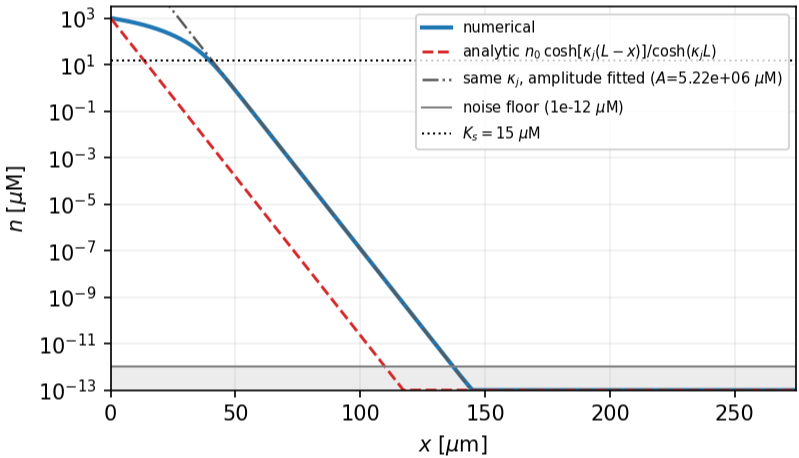 10³
10¹
10⁻¹
10⁻³
10⁻⁵
10⁻⁷
10⁻⁹
10⁻¹¹
10⁻¹³
n [μM]
numerical
analytic n₀ cosh[κⱼ(L − x)]/cosh(κⱼL)
same κⱼ, amplitude fitted (A=5.22e+06 μM)
noise floor (1e-12 μM)
Kₛ = 15 μM
0 50 100 150 200 250
x [μm]